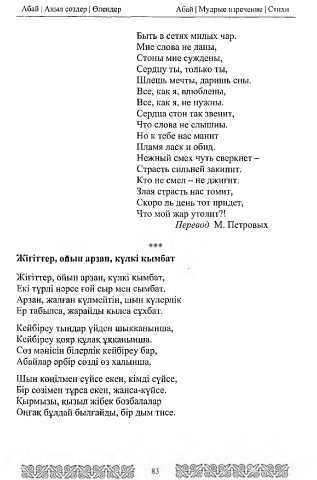 Абай | Ақыл сөздер | Өлеңдер Абай | Мудрые изречение | Стихи
Быть в сетях милых чар.
Мне слова не даны,
Стоны мне суждены,
Сердцу ты, только ты,
Шлешь мечты, даришь сны.
Все, как я, влюблены,
Все, как я, не нужны.
Сердца стон так звенит,
Что слова не слышны.
Но к тебе нас манит
Пламя ласк и обид.
Нежный смех чуть сверкнет –
Страсть сильней закипит.
Кто не смел – не джигит.
Злая страсть нас томит,
Скоро ль день тот придет,
Что мой жар утолит?!
Перевод М. Петровых
***
Жігіттер, ойын арзан, күлкі қымбат
Жігіттер, ойын арзан, күлкі қымбат,
Екі түрлі нәрсе ғой сыр мен сымбат.
Арзан, жалған күлмейтін, шын күлерлік
Ер табылса, жарайды қылса сұхбат.
Кейбіреу тыңдар үйден шыққанынша,
Кейбіреу қояр құлақ ұққанынша.
Сөз мәнісін білерлік кейбіреу бар,
Абайлар әрбір сөзді өз халынша.
Шын көңілмен сүйсе екен, кімді сүйсе,
Бір сөзімен тұрса екен, жанса-күйсе.
Қырмызы, қызыл жібек бозбалалар
Оңғақ бұлдай былғайды, бір дым тисе.
83